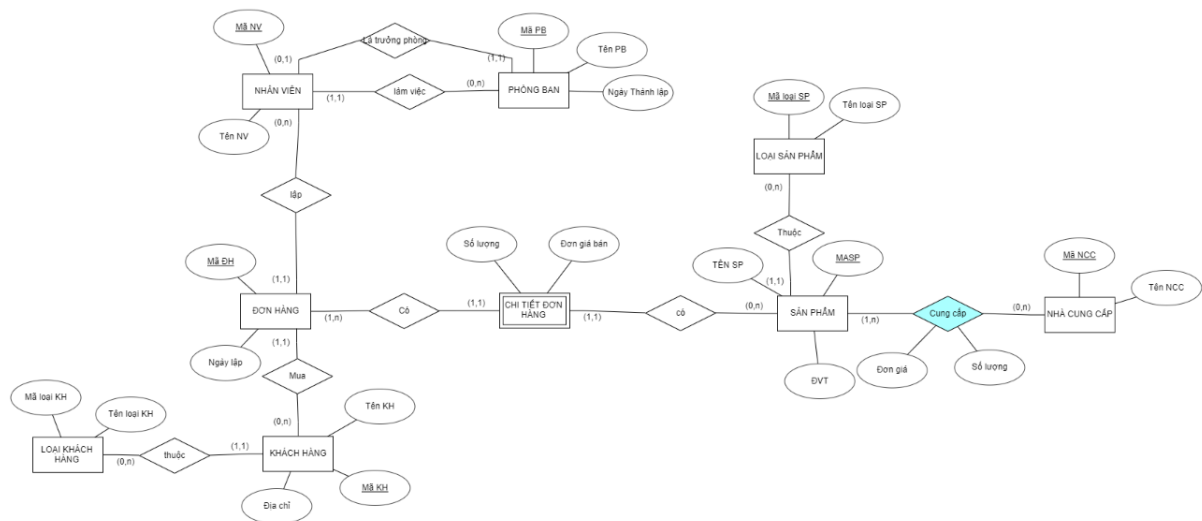 Mã NV
Là trưởng phòng
Mã PB
Tên PB
(0,1)
(1,1)
NHÂN VIÊN
(1,1)
làm việc
(0,n)
PHÒNG BAN
Ngày Thành lập
(0,n)
Tên NV
Mã loại SP
Tên loại SP
LOẠI SẢN PHẨM
(0,n)
lập
Thuộc
Số lượng
Đơn giá bán
Mã ĐH
TÊN SP
MASP
Mã NCC
(1,1)
(1,1)
Tên NCC
ĐƠN HÀNG
(1,n)
Có
(1,1)
CHI TIẾT ĐƠN
HÀNG
(1,1)
có
(0,n)
SẢN PHẨM
(1,n)
Cung cấp
(0,n)
NHÀ CUNG CẤP
(1,1)
Ngày lập
Mua
Đơn giá
Số lượng
ĐVT
Mã loại KH
Tên loại KH
Tên KH
(0,n)
LOẠI KHÁCH
HÀNG
(0,n)
thuộc
(1,1)
KHÁCH HÀNG
Mã KH
Địa chỉ